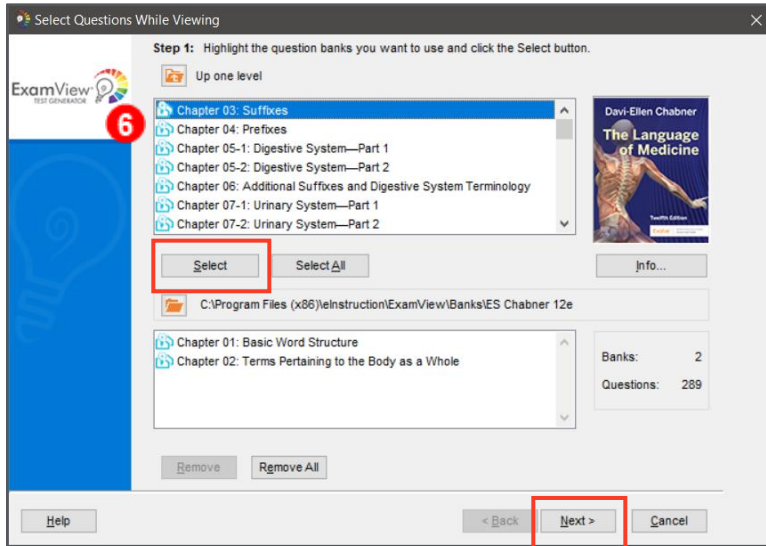 Select Questions While Viewing
Step 1: Highlight the question banks you want to use and click the Select button.
Up one level
ExamView
TEST GENERATOR
6
Chapter 03: Suffixes
Chapter 04: Prefixes
Chapter 05-1: Digestive System—Part 1
Chapter 05-2: Digestive System—Part 2
Chapter 06: Additional Suffixes and Digestive System Terminology
Chapter 07-1: Urinary System—Part 1
Chapter 07-2: Urinary System—Part 2
Davi-Ellen Chabner
The Language
of Medicine
Twelfth Edition
Select
Select All
Info...
C:\Program Files (x86)\eInstruction\ExamView\Banks\ES Chabner 12e
Chapter 01: Basic Word Structure
Chapter 02: Terms Pertaining to the Body as a Whole
Banks: 2
Questions: 289
Remove
Remove All
Help
< Back
Next >
Cancel